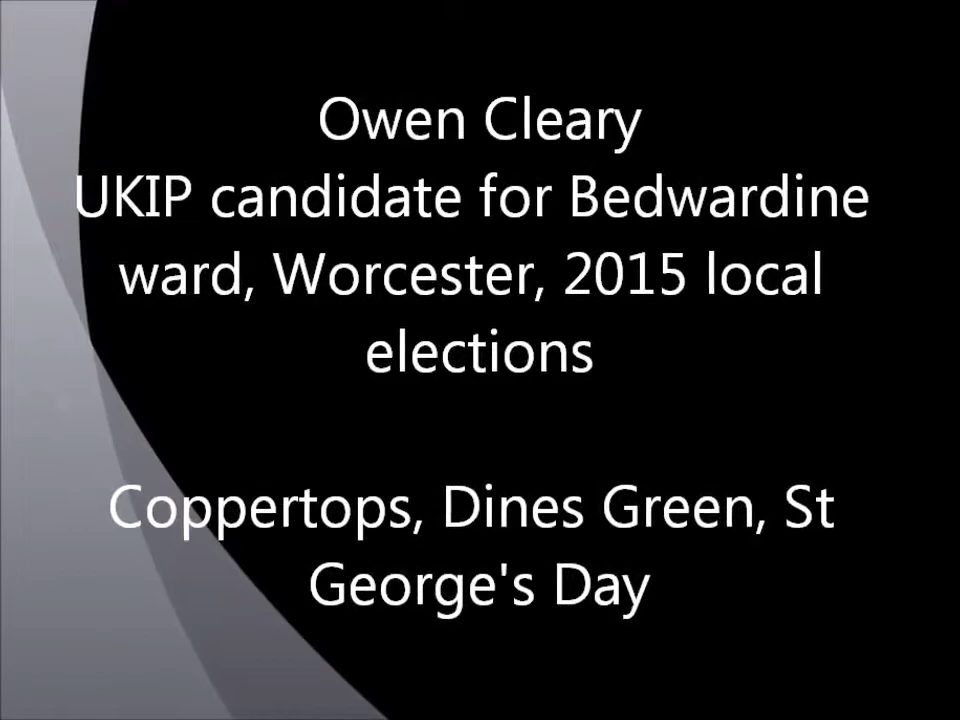 Owen Cleary
UKIP candidate for Bedwardine
ward, Worcester, 2015 local
elections
Coppertops, Dines Green, St
George's Day